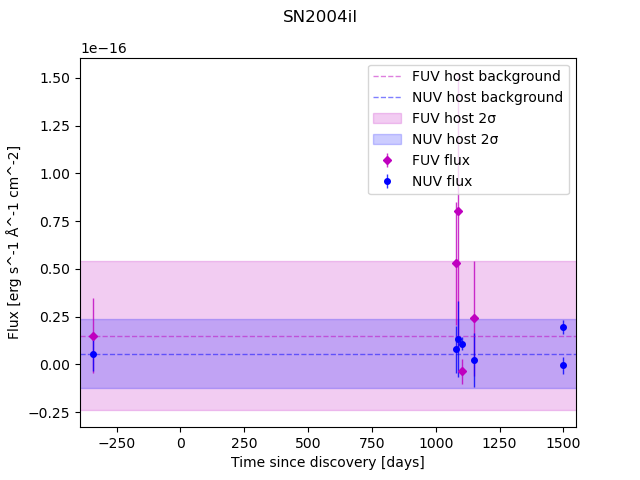 SN2004il
1e−16
FUV host background
NUV host background
FUV host 2σ
NUV host 2σ
FUV flux
NUV flux
1.50
1.25
1.00
0.75
0.50
0.25
0.00
−0.25
Flux [erg s^-1 Å^-1 cm^-2]
−250 0 250 500 750 1000 1250 1500
Time since discovery [days]